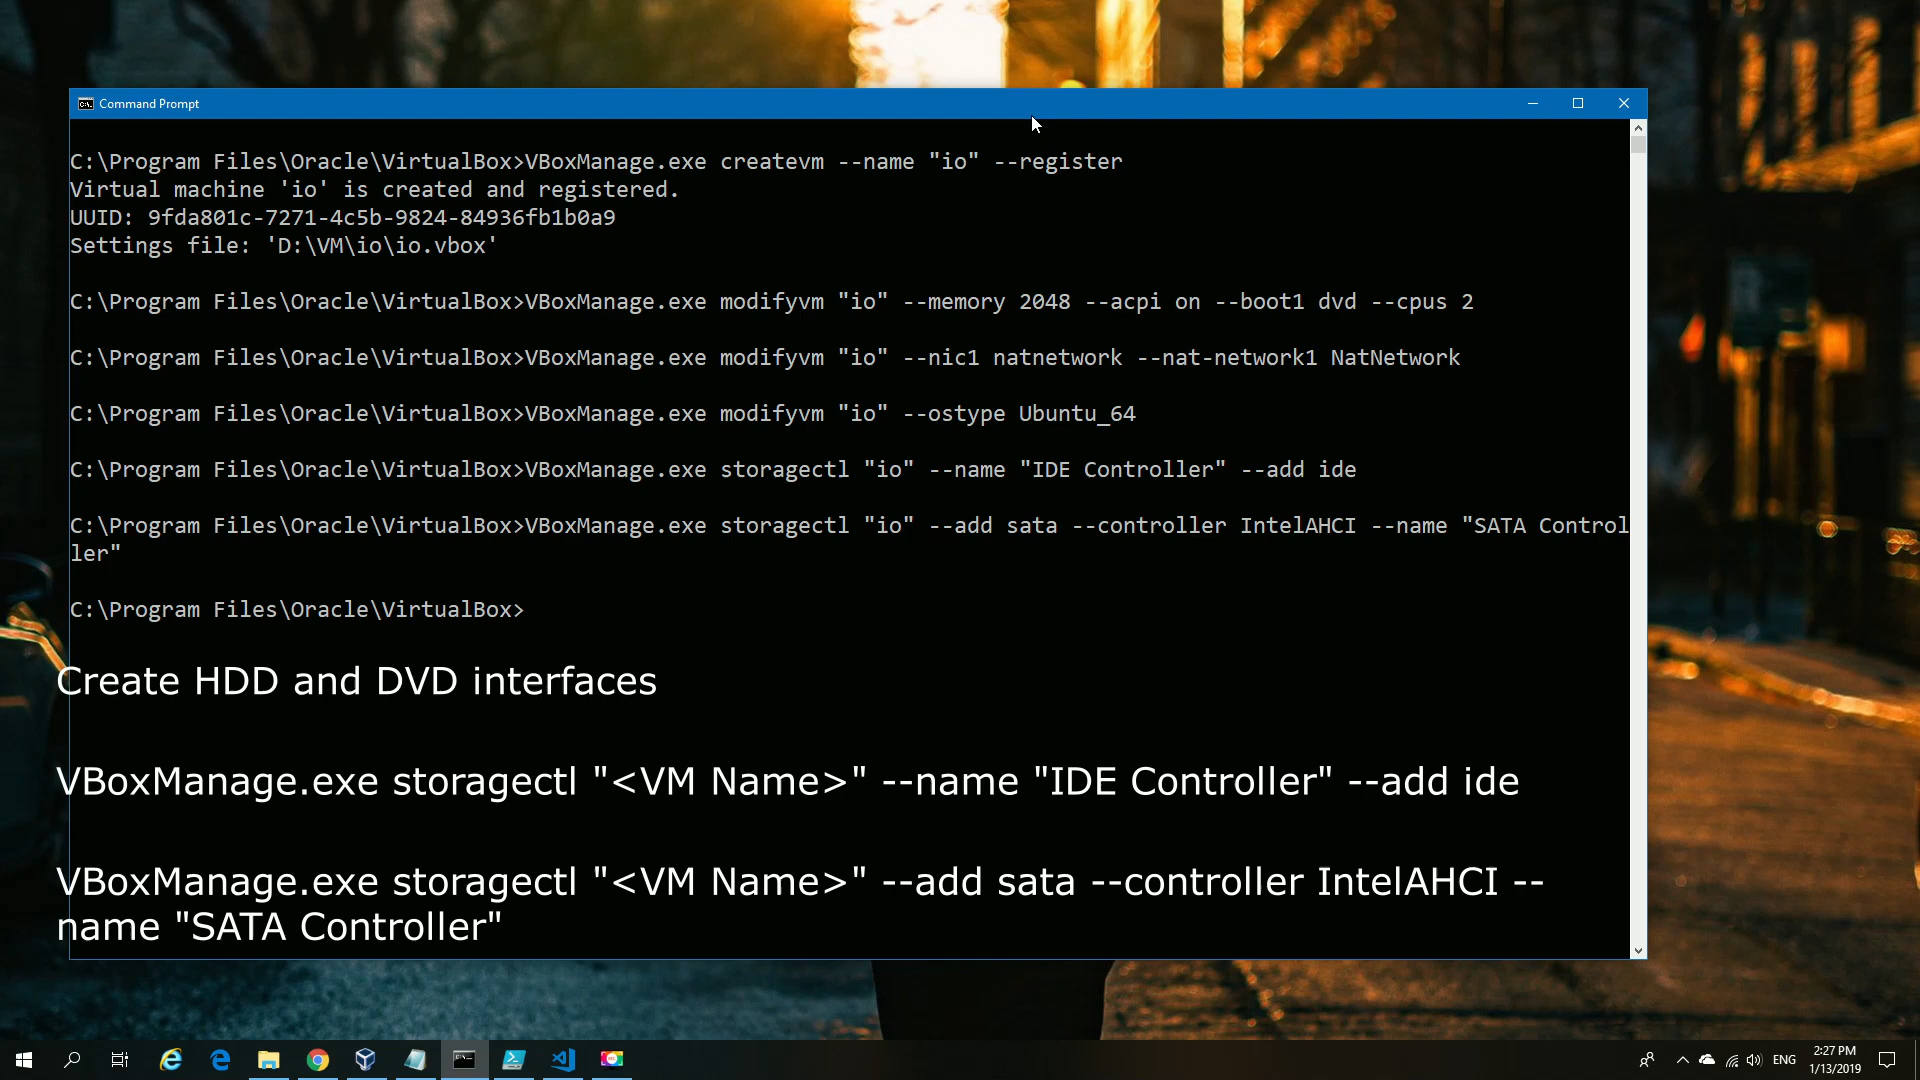 Command Prompt
C:\Program Files\Oracle\VirtualBox>VBoxManage.exe createvm --name "io" --register
Virtual machine 'io' is created and registered.
UUID: 9fda801c-7271-4c5b-9824-84936fb1b0a9
Settings file: 'D:\VM\io\io.vbox'
C:\Program Files\Oracle\VirtualBox>VBoxManage.exe modifyvm "io" --memory 2048 --acpi on --boot1 dvd --cpus 2
C:\Program Files\Oracle\VirtualBox>VBoxManage.exe modifyvm "io" --nic1 natnetwork --nat-network1 NatNetwork
C:\Program Files\Oracle\VirtualBox>VBoxManage.exe modifyvm "io" --ostype Ubuntu_64
C:\Program Files\Oracle\VirtualBox>VBoxManage.exe storagectl "io" --name "IDE Controller" --add ide
C:\Program Files\Oracle\VirtualBox>VBoxManage.exe storagectl "io" --add sata --controller IntelAHCI --name "SATA Control
ler"
C:\Program Files\Oracle\VirtualBox>
Create HDD and DVD interfaces
VBoxManage.exe storagectl "<VM Name>" --name "IDE Controller" --add ide
VBoxManage.exe storagectl "<VM Name>" --add sata --controller IntelAHCI --
name "SATA Controller"
ENG
2:27 PM
1/13/2019